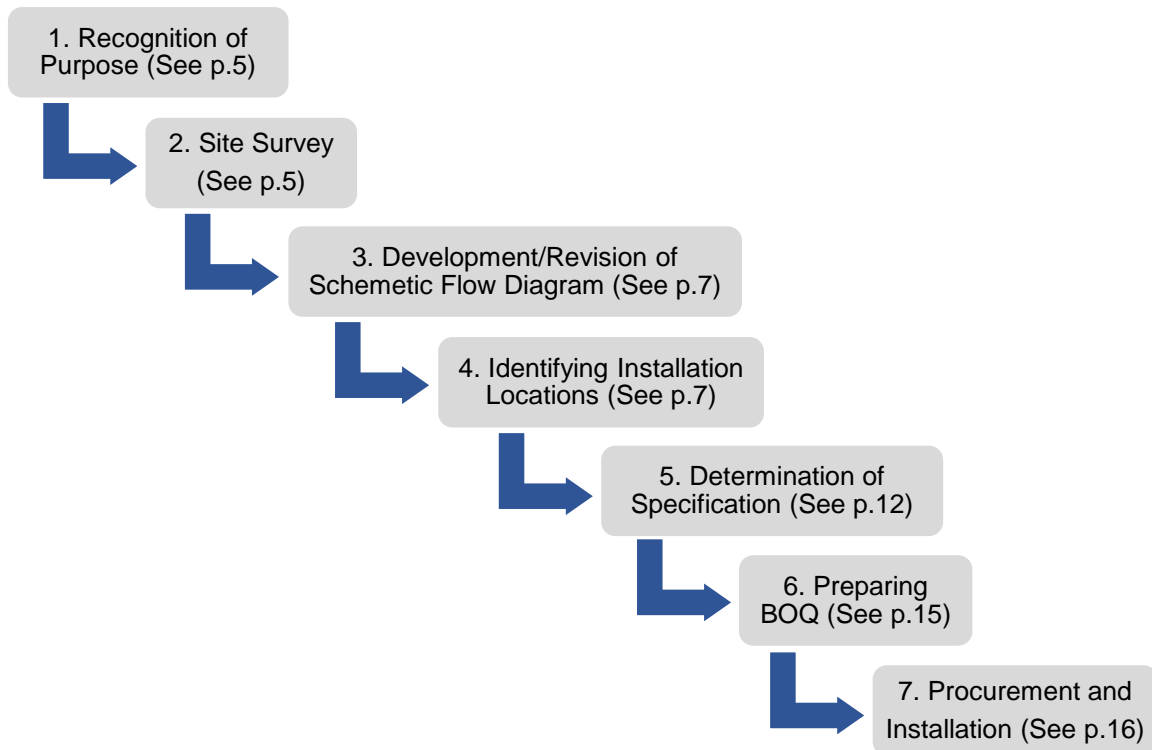 1. Recognition of
Purpose (See p.5)
2. Site Survey
(See p.5)
3. Development/Revision of
Schemetic Flow Diagram (See p.7)
4. Identifying Installation
Locations (See p.7)
5. Determination of
Specification (See p.12)
6. Preparing
BOQ (See p.15)
7. Procurement and
Installation (See p.16)